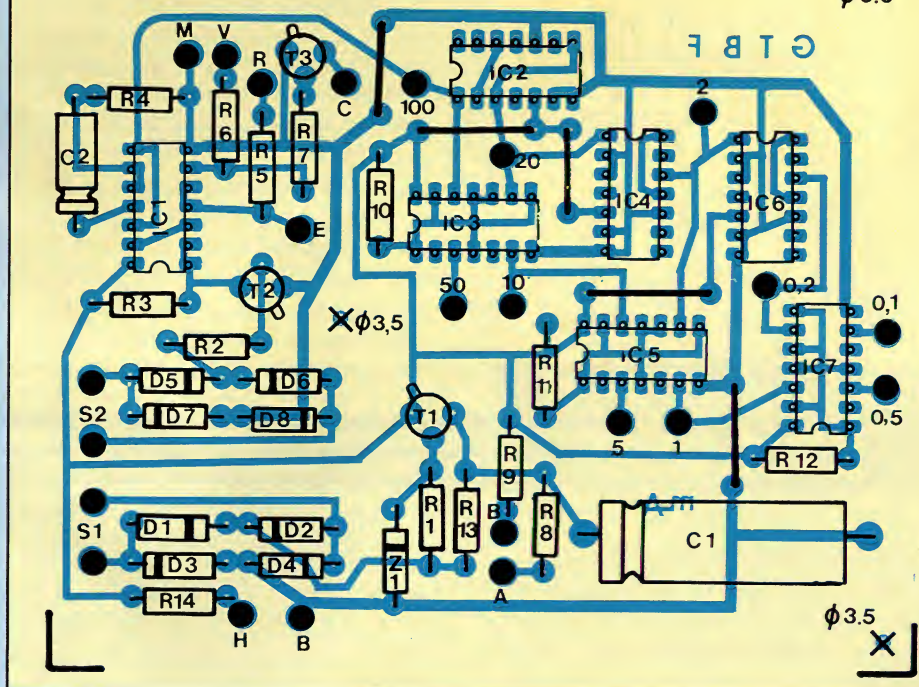 φ3.5
M V R T3 C 100 IC2 GTBF
2
R4 R6 R5 R7
C2 IC1 R10 20 IC4 IC6
E IC3
50 10 0,2 0,1
R3 T2 φ3,5
R2 R11 IC5 IC7
D5 D6
S2 D7 D8 T1 5 1 0,5
R9 R12
S1 D1 D2 R1 R13 B R8 C1
D3 D4 Z1
A
R14 H B
φ3.5